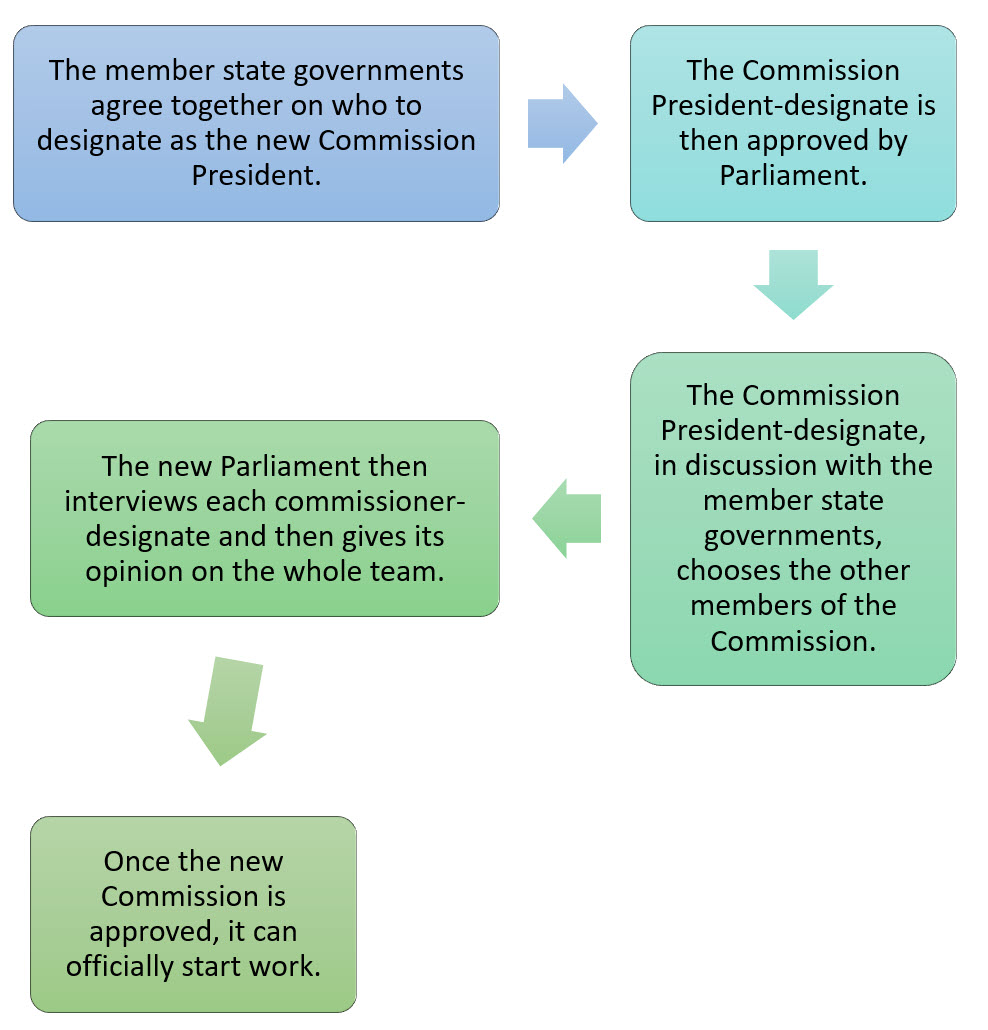 The member state governments
agree together on who to
designate as the new Commission
President.
The Commission
President-designate is
then approved by
Parliament.
The Commission
President-designate,
in discussion with the
member state
governments,
chooses the other
members of the
Commission.
The new Parliament then
interviews each commissioner-
designate and then gives its
opinion on the whole team.
Once the new
Commission is
approved, it can
officially start work.